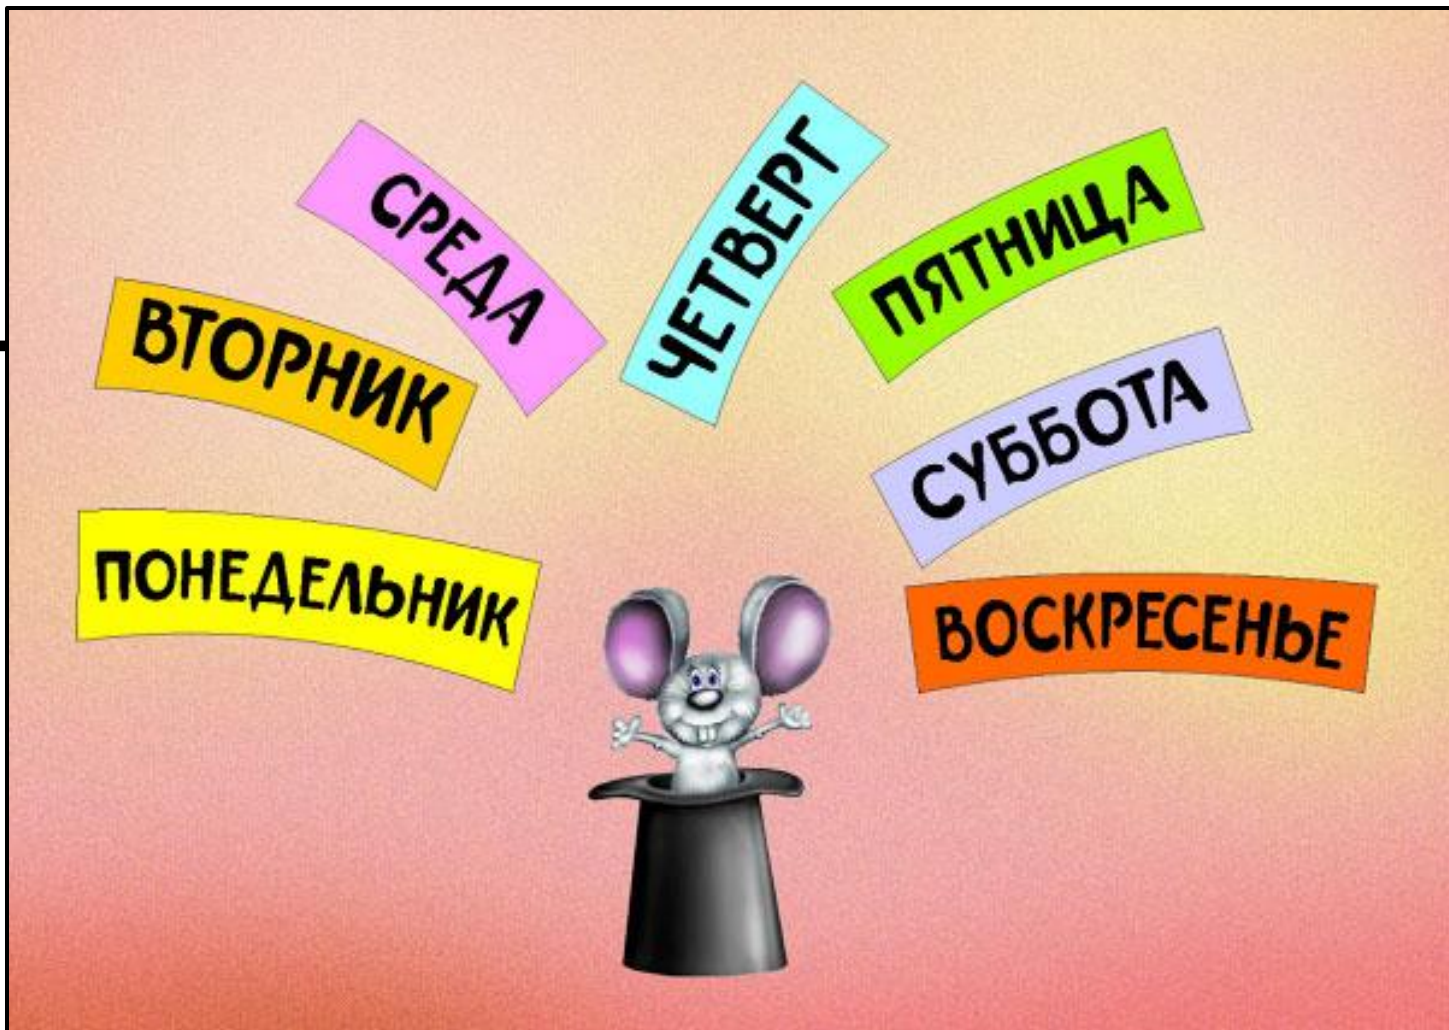 ПОНЕДЕЛЬНИК
ВТОРНИК
СРЕДА
ЧЕТВЕРГ
ПЯТНИЦА
СУББОТА
ВОСКРЕСЕНЬЕ